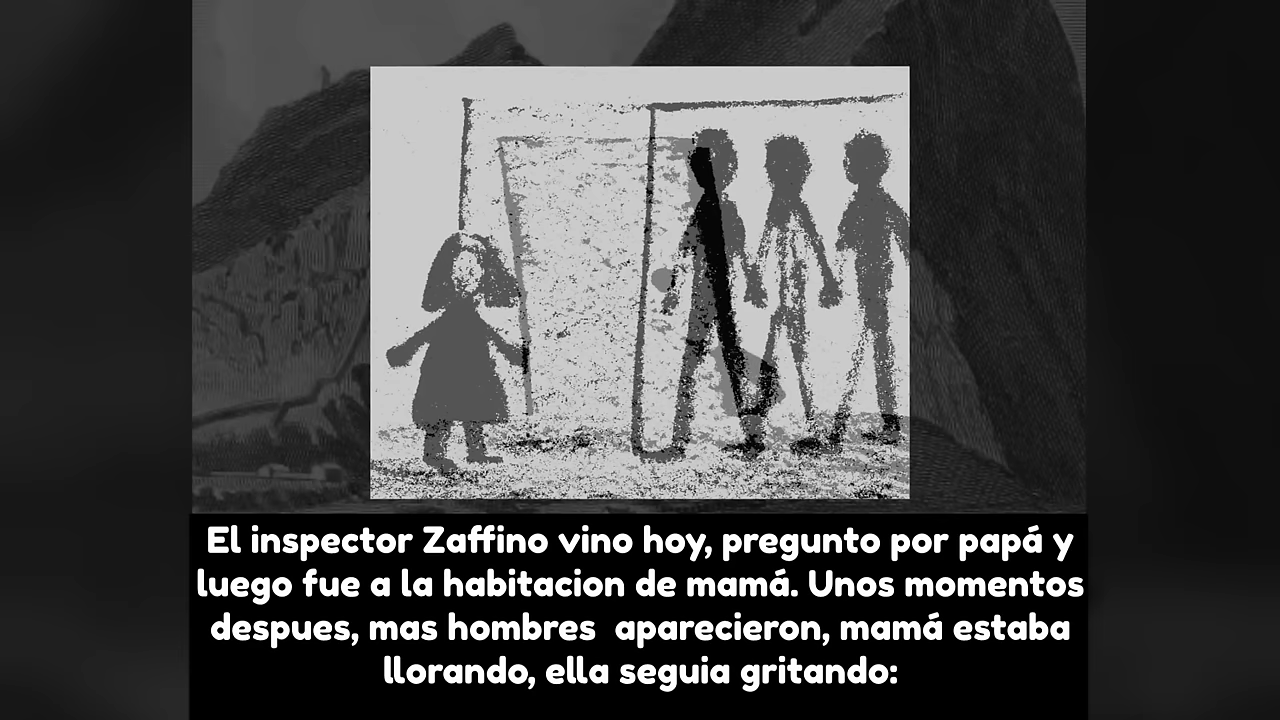 El inspector Zaffino vino hoy, pregunto por papá y
luego fue a la habitacion de mamá. Unos momentos
despues, mas hombres  aparecieron, mamá estaba
llorando, ella seguia gritando: